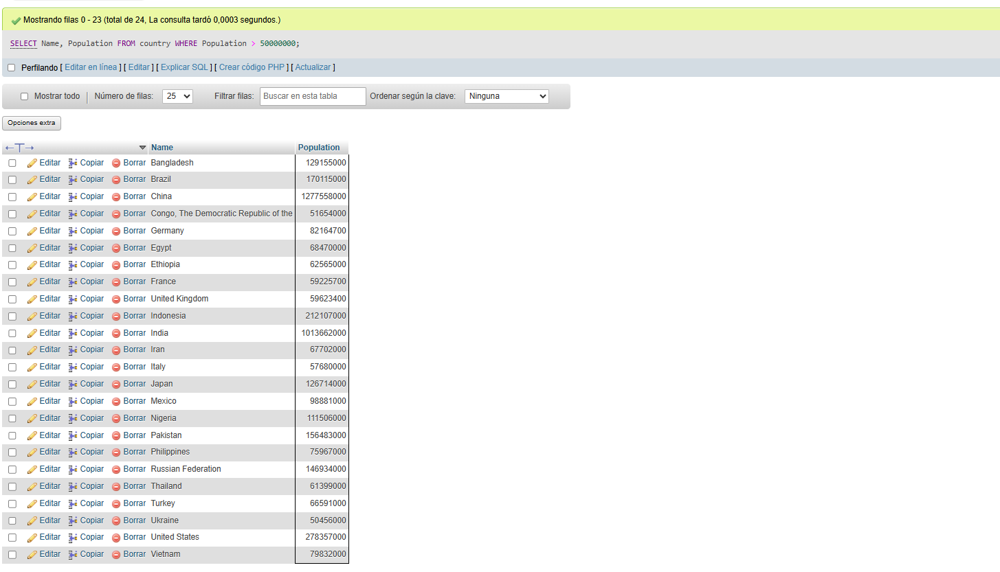 Mostrando filas 0 - 23 (total de 24, La consulta tardó 0,0003 segundos.)
SELECT Name, Population FROM country WHERE Population > 50000000;
Perfilando [ Editar en línea ] [ Editar ] [ Explicar SQL ] [ Crear código PHP ] [ Actualizar ]
Mostrar todo | Número de filas: 25 Filtrar filas: Buscar en esta tabla Ordenar según la clave: Ninguna
Opciones extra
←T→ Name Population
Editar Copiar Borrar Bangladesh 129155000
Editar Copiar Borrar Brazil 170115000
Editar Copiar Borrar China 1277558000
Editar Copiar Borrar Congo, The Democratic Republic of the 51654000
Editar Copiar Borrar Germany 82164700
Editar Copiar Borrar Egypt 68470000
Editar Copiar Borrar Ethiopia 62565000
Editar Copiar Borrar France 59225700
Editar Copiar Borrar United Kingdom 59623400
Editar Copiar Borrar Indonesia 212107000
Editar Copiar Borrar India 1013662000
Editar Copiar Borrar Iran 67702000
Editar Copiar Borrar Italy 57680000
Editar Copiar Borrar Japan 126714000
Editar Copiar Borrar Mexico 98881000
Editar Copiar Borrar Nigeria 111506000
Editar Copiar Borrar Pakistan 156483000
Editar Copiar Borrar Philippines 75967000
Editar Copiar Borrar Russian Federation 146934000
Editar Copiar Borrar Thailand 61399000
Editar Copiar Borrar Turkey 66591000
Editar Copiar Borrar Ukraine 50456000
Editar Copiar Borrar United States 278357000
Editar Copiar Borrar Vietnam 79832000